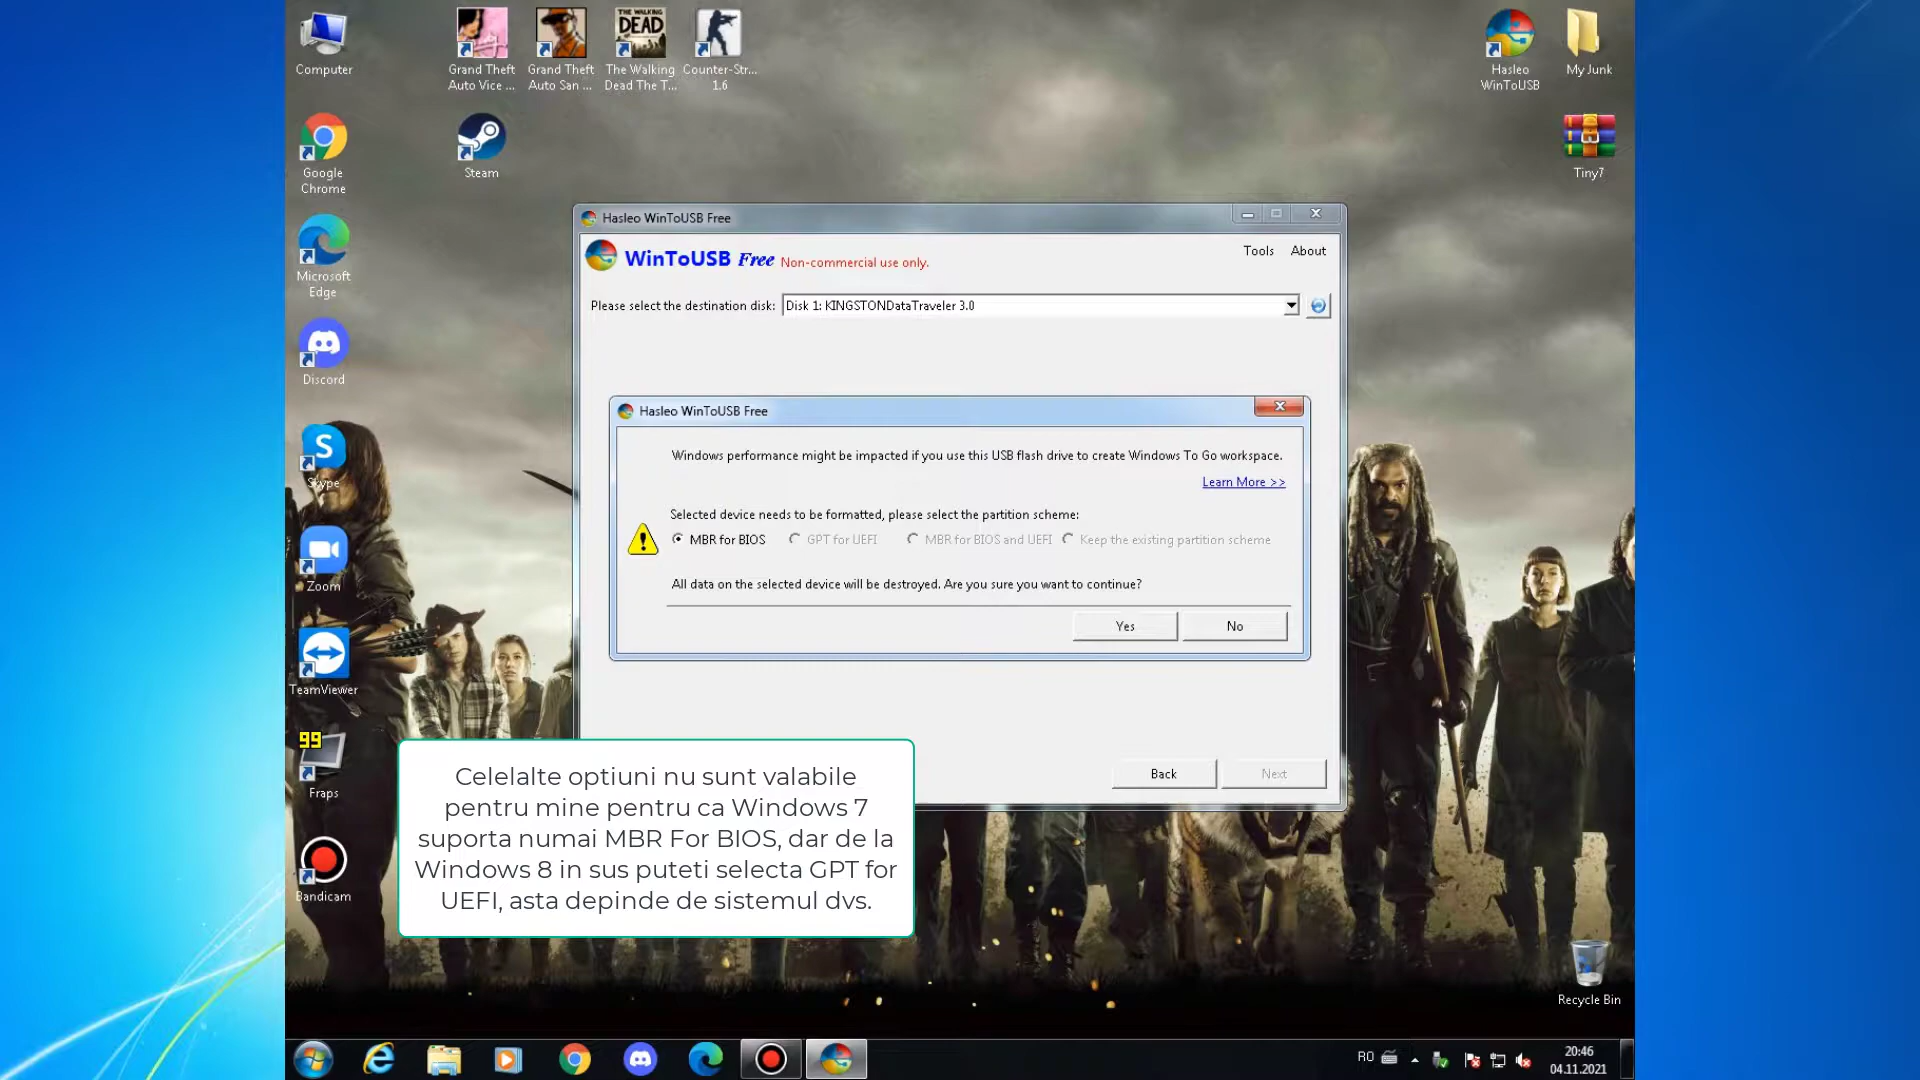 Computer
Grand Theft
Auto Vice ...
Grand Theft
Auto San ...
THE WALKING
DEAD
The Walking
Dead The T...
Counter-Str...
1.6
Hasleo
WinToUSB
My Junk
Google
Chrome
Steam
Tiny7
Microsoft
Edge
Discord
Skype
Zoom
TeamViewer
99
Fraps
Bandicam
Recycle Bin
Hasleo WinToUSB Free
WinToUSB Free Non-commercial use only.
Tools About
Please select the destination disk: Disk 1: KINGSTONDataTraveler 3.0
Hasleo WinToUSB Free
Windows performance might be impacted if you use this USB flash drive to create Windows To Go workspace.
Learn More >>
Selected device needs to be formatted, please select the partition scheme:
MBR for BIOS GPT for UEFI MBR for BIOS and UEFI Keep the existing partition scheme
All data on the selected device will be destroyed. Are you sure you want to continue?
Yes No
Back Next
Celelalte optiuni nu sunt valabile
pentru mine pentru ca Windows 7
suporta numai MBR For BIOS, dar de la
Windows 8 in sus puteti selecta GPT for
UEFI, asta depinde de sistemul dvs.
RO
20:46
04.11.2021